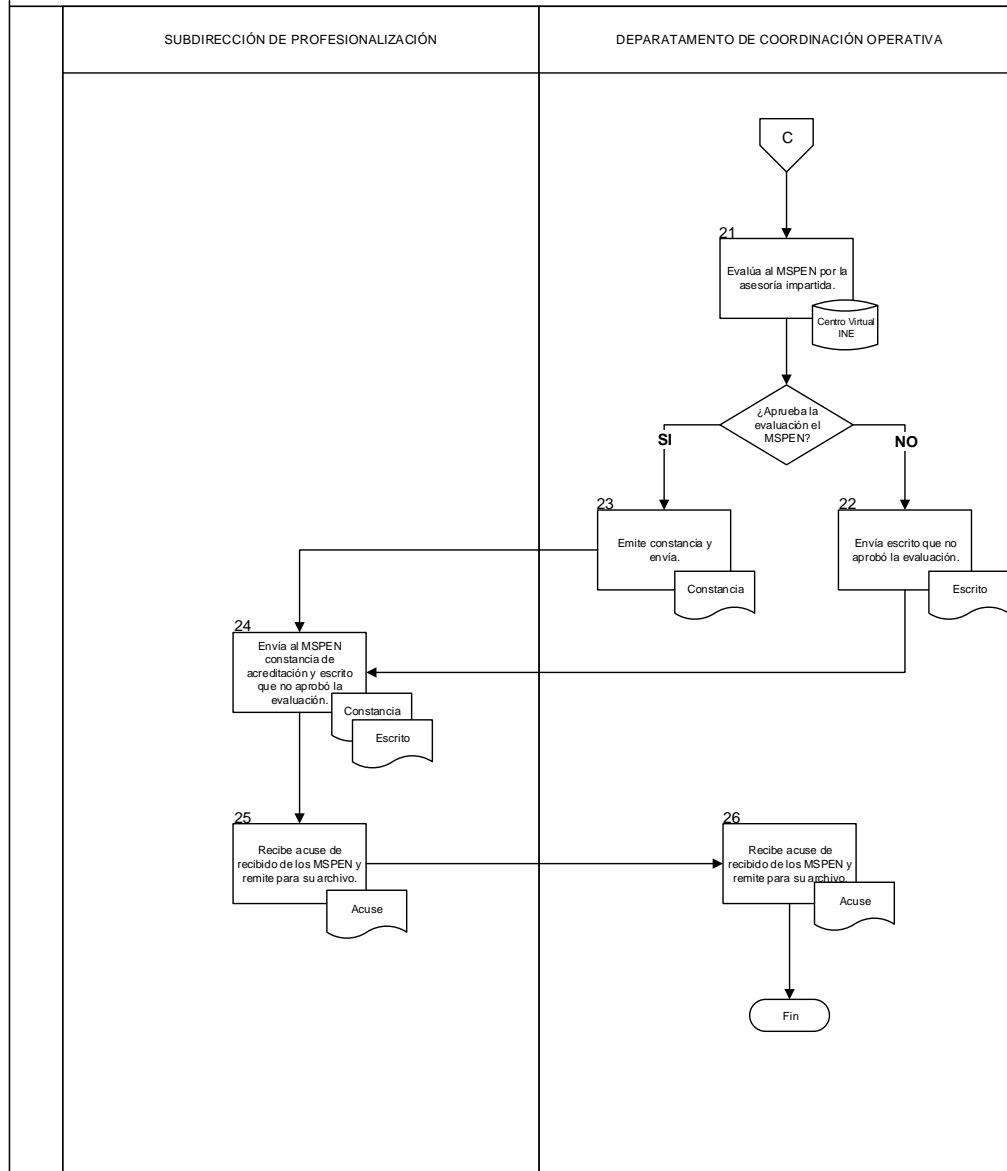 SUBDIRECCIÓN DE PROFESIONALIZACIÓN
DEPARATAMENTO DE COORDINACIÓN OPERATIVA
C
21
Evalúa al MSPEN por la
asesoría impartida.
Centro Virtual
INE
¿Aprueba la
evaluación el
MSPEN?
SI
NO
23
Emite constancia y
envía.
Constancia
22
Envía escrito que no
aprobó la evaluación.
Escrito
24
Envía al MSPEN
constancia de
acreditación y escrito
que no aprobó la
evaluación.
Constancia
Escrito
25
Recibe acuse de
recibido de los MSPEN y
remite para su archivo.
Acuse
26
Recibe acuse de
recibido de los MSPEN y
remite para su archivo.
Acuse
Fin